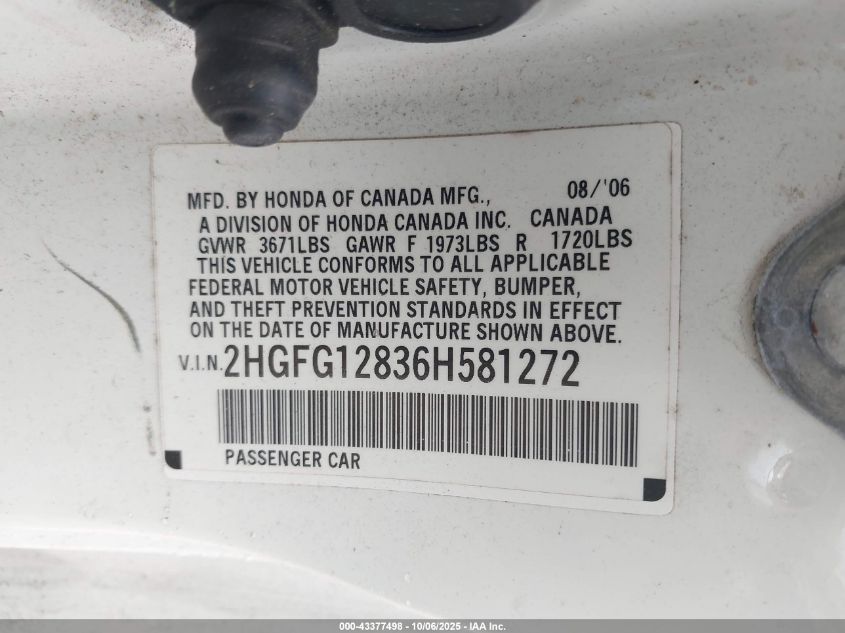 MFD. BY HONDA OF CANADA MFG., 08/'06
A DIVISION OF HONDA CANADA INC. CANADA
GVWR 3671LBS GAWR F 1973LBS R 1720LBS
THIS VEHICLE CONFORMS TO ALL APPLICABLE
FEDERAL MOTOR VEHICLE SAFETY, BUMPER,
AND THEFT PREVENTION STANDARDS IN EFFECT
ON THE DATE OF MANUFACTURE SHOWN ABOVE.
V.I.N. 2HGFG12836H581272
PASSENGER CAR
000-43377498 - 10/06/2025 - IAA Inc.